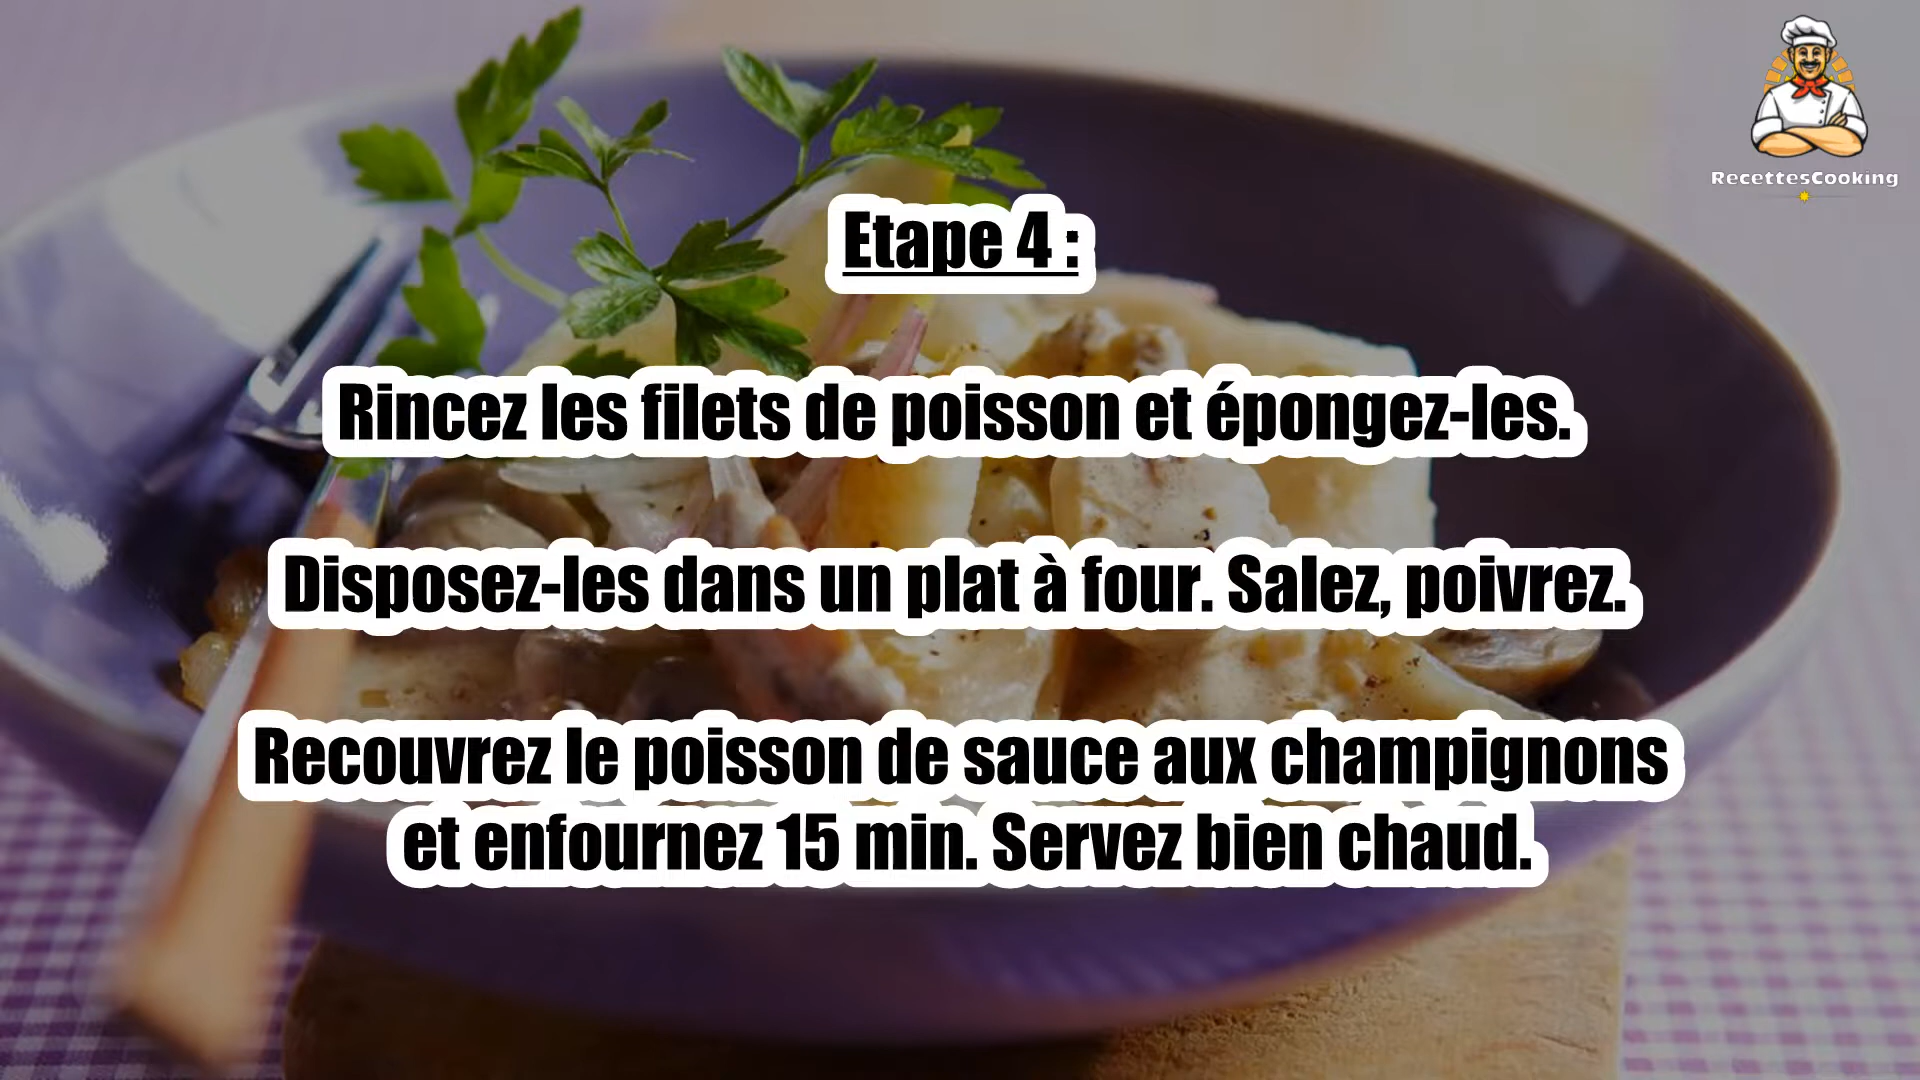 RecettesCooking
Etape 4 :
Rincez les filets de poisson et épongez-les.
Disposez-les dans un plat à four. Salez, poivrez.
Recouvrez le poisson de sauce aux champignons
et enfournez 15 min. Servez bien chaud.